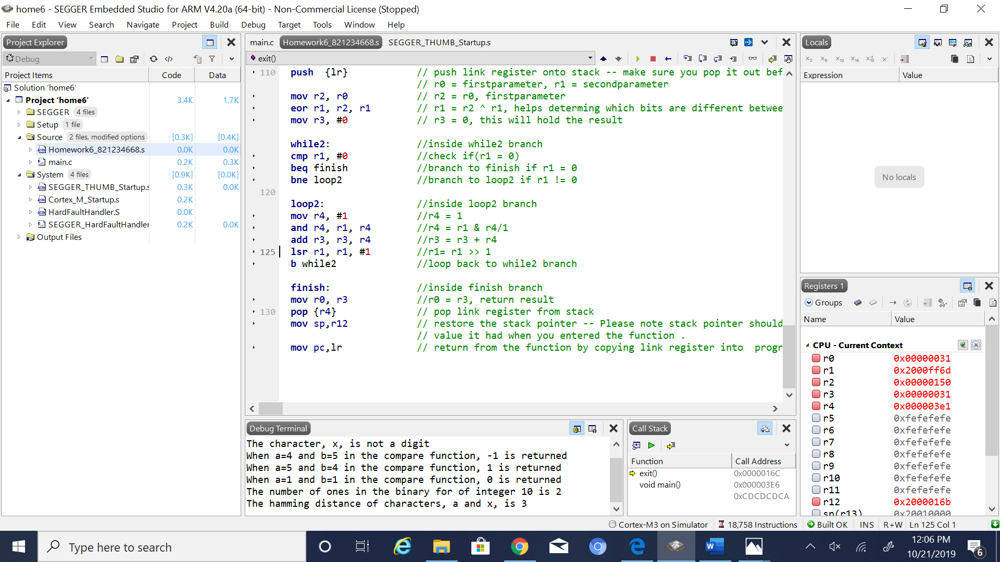 home6 - SEGGER Embedded Studio for ARM V4.20a (64-bit) - Non-Commercial License (Stopped)
File Edit View Search Navigate Project Build Debug Target Tools Window Help
Project Explorer
Debug
Project Items Code Data
Solution ‘home6’
Project ‘home6’ 3.4K 1.7K
SEGGER 4 files
Setup 1 file
Source 2 files, modified options [0.3K] [0.4K]
Homework6_821234668.s 0.0K 0.0K
main.c 0.2K 0.3K
System 4 files [0.9K] [0.0K]
SEGGER_THUMB_Startup.s 0.3K 0.0K
Cortex_M_Startup.s 0.2K
HardFaultHandler.S 0.0K
SEGGER_HardFaultHandler 0.2K 0.0K
Output Files
main.c Homework6_821234668.s SEGGER_THUMB_Startup.s
exit()
110 push {lr} // push link register onto stack -- make sure you pop it out bef
// r0 = firstparameter, r1 = secondparameter
mov r2, r0 // r2 = r0, firstparameter
eor r1, r2, r1 // r1 = r2 ^ r1, helps determing which bits are different betwee
mov r3, #0 // r3 = 0, this will hold the result
while2: //inside while2 branch
cmp r1, #0 //check if(r1 = 0)
beq finish //branch to finish if r1 = 0
bne loop2 //branch to loop2 if r1 != 0
120
loop2: //inside loop2 branch
mov r4, #1 //r4 = 1
and r4, r1, r4 //r4 = r1 & r4/1
add r3, r3, r4 //r3 = r3 + r4
125 lsr r1, r1, #1 //r1= r1 >> 1
b while2 //loop back to while2 branch
finish: //inside finish branch
mov r0, r3 //r0 = r3, return result
130 pop {r4} // pop link register from stack
mov sp,r12 // restore the stack pointer -- Please note stack pointer should
// value it had when you entered the function .
mov pc,lr // return from the function by copying link register into progr
Debug Terminal
The character, x, is not a digit
When a=4 and b=5 in the compare function, -1 is returned
When a=5 and b=4 in the compare function, 1 is returned
When a=1 and b=1 in the compare function, 0 is returned
The number of ones in the binary for of integer 10 is 2
The hamming distance of characters, a and x, is 3
Call Stack
Function Call Address
exit() 0x0000016C
void main() 0x000003E6
0xCDCDCDCA
Locals
Expression Value
No locals
Registers 1
Groups
Name Value
CPU - Current Context
r0 0x00000031
r1 0x2000ff6d
r2 0x00000150
r3 0x00000031
r4 0x000003e1
r5 0xfefefefe
r6 0xfefefefe
r7 0xfefefefe
r8 0xfefefefe
r9 0xfefefefe
r10 0xfefefefe
r11 0xfefefefe
r12 0x2000016b
sp(r13) 0x20010000
Cortex-M3 on Simulator 18,758 Instructions Built OK INS R+W Ln 125 Col 1
Type here to search
12:06 PM
10/21/2019
6